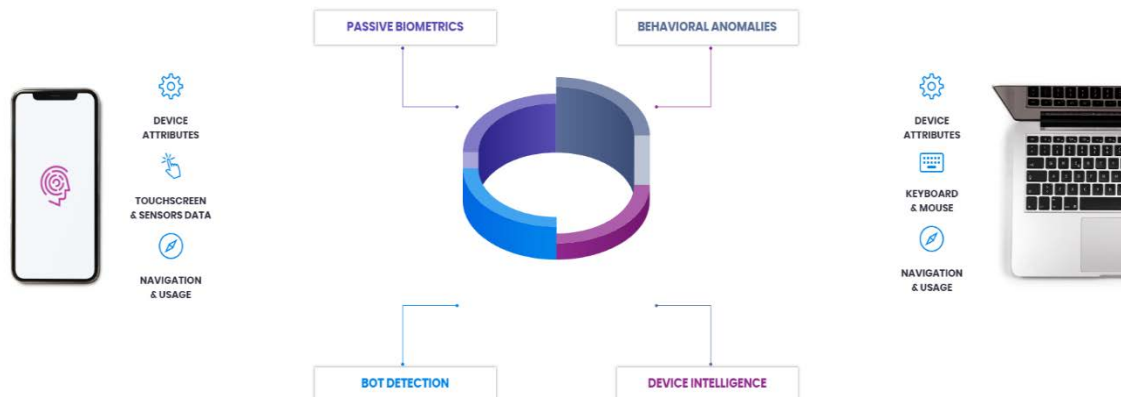 PASSIVE BIOMETRICS
BEHAVIORAL ANOMALIES
DEVICE
ATTRIBUTES
TOUCHSCREEN
& SENSORS DATA
NAVIGATION
& USAGE
DEVICE
ATTRIBUTES
KEYBOARD
& MOUSE
NAVIGATION
& USAGE
BOT DETECTION
DEVICE INTELLIGENCE